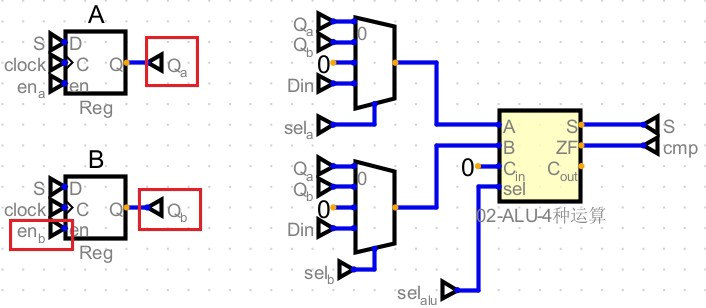 A
S D
clock C Q Qa
ena en
Reg
B
S D
clock C Q Qb
enb en
Reg
Qa 0
Qb
0
Din
sela
Qa 0
Qb
0
Din
selb
A S S
B ZF cmp
0 Cin Cout
sel
02-ALU-4种运算
selalu